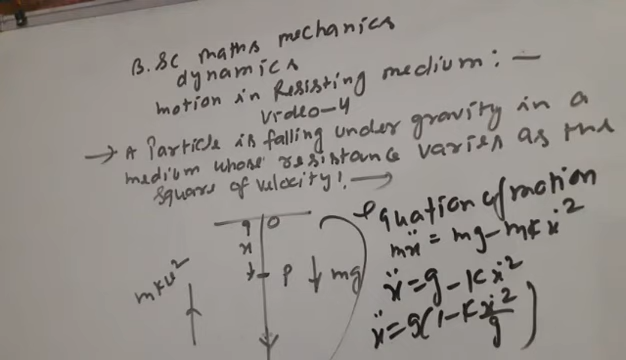 B.SC maths mechanics
dynamics
motion in Resisting medium: -
Video-4
→ A Particle is falling under gravity in a
medium whose resistance varies as the
square of velocity! →
Equation of motion
mẍ = mg - mkẋ²
ẍ = g - kẋ²
ẍ = g(1 - kẋ²/g)
O
x
P ↓ mg
mkv² ↑